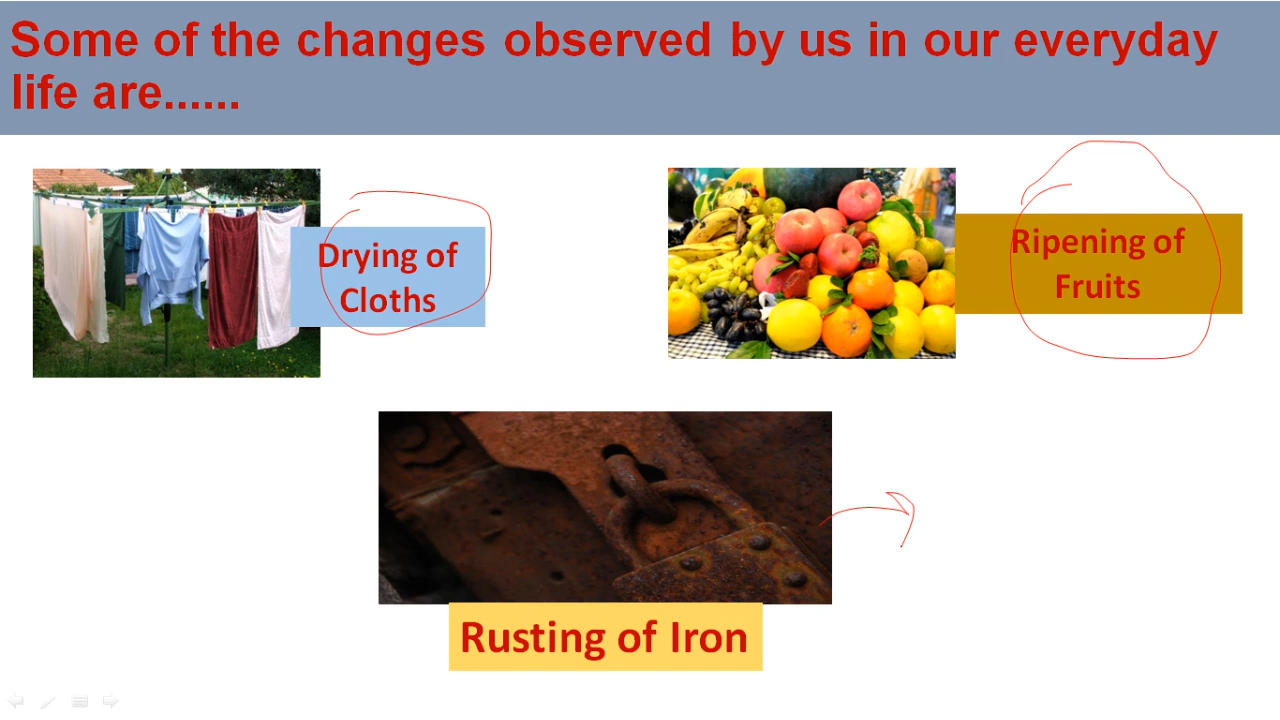 Some of the changes observed by us in our everyday
life are......
Drying of
Cloths
Ripening of
Fruits
Rusting of Iron